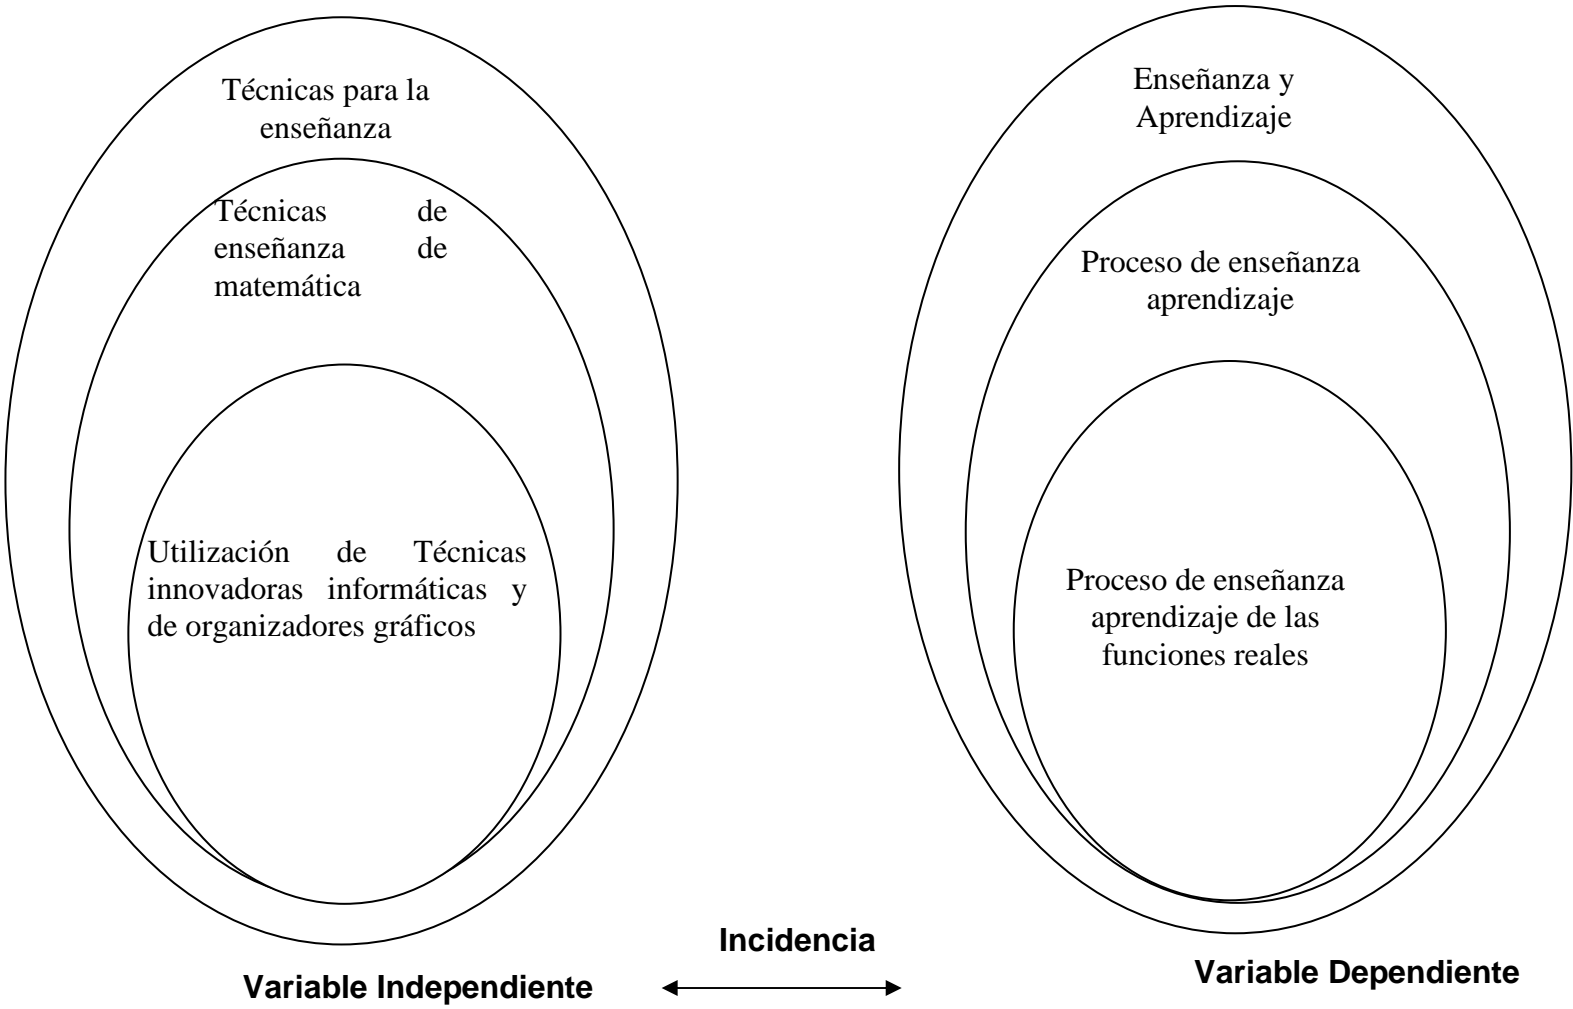 Técnicas para la
enseñanza
Técnicas de
enseñanza de
matemática
Utilización de Técnicas
innovadoras informáticas y
de organizadores gráficos
Enseñanza y
Aprendizaje
Proceso de enseñanza
aprendizaje
Proceso de enseñanza
aprendizaje de las
funciones reales
Incidencia
Variable Independiente
Variable Dependiente